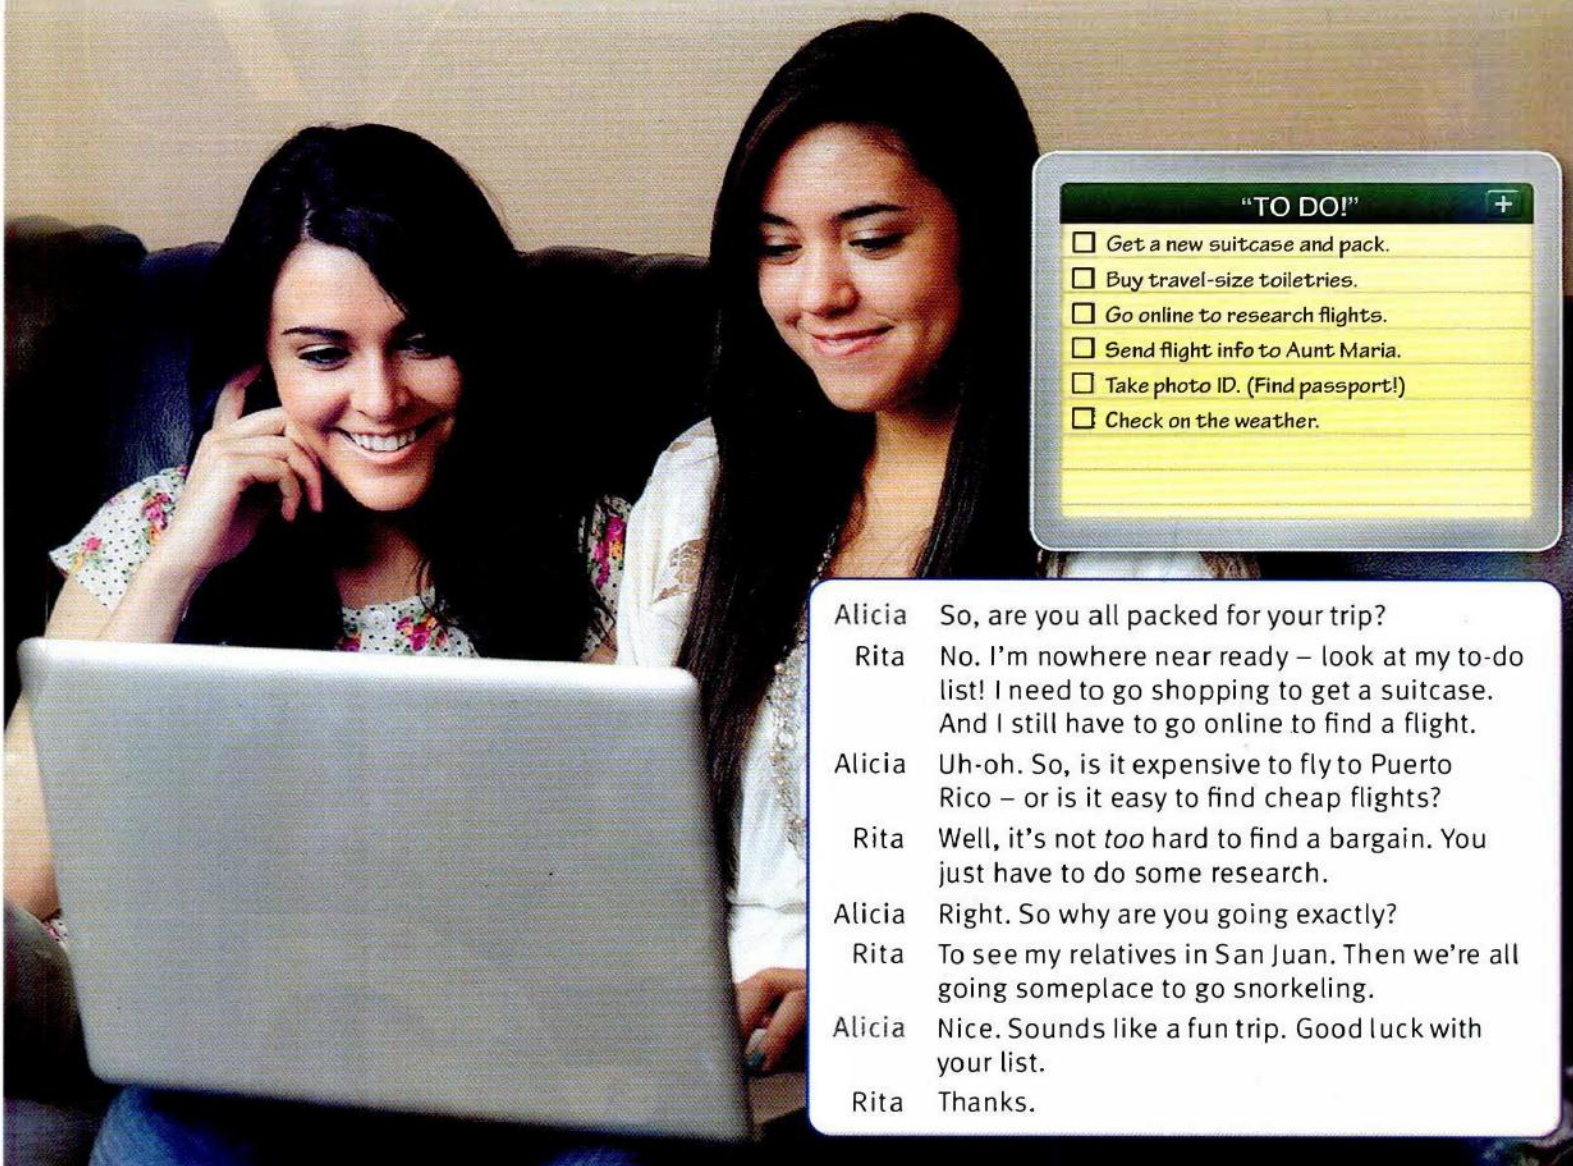 "TO DO!" +
Get a new suitcase and pack.
Buy travel-size toiletries.
Go online to research flights.
Send flight info to Aunt Maria.
Take photo ID. (Find passport!)
Check on the weather.
Alicia So, are you all packed for your trip?
Rita No. I'm nowhere near ready – look at my to-do
list! I need to go shopping to get a suitcase.
And I still have to go online to find a flight.
Alicia Uh-oh. So, is it expensive to fly to Puerto
Rico – or is it easy to find cheap flights?
Rita Well, it's not too hard to find a bargain. You
just have to do some research.
Alicia Right. So why are you going exactly?
Rita To see my relatives in San Juan. Then we're all
going someplace to go snorkeling.
Alicia Nice. Sounds like a fun trip. Good luck with
your list.
Rita Thanks.